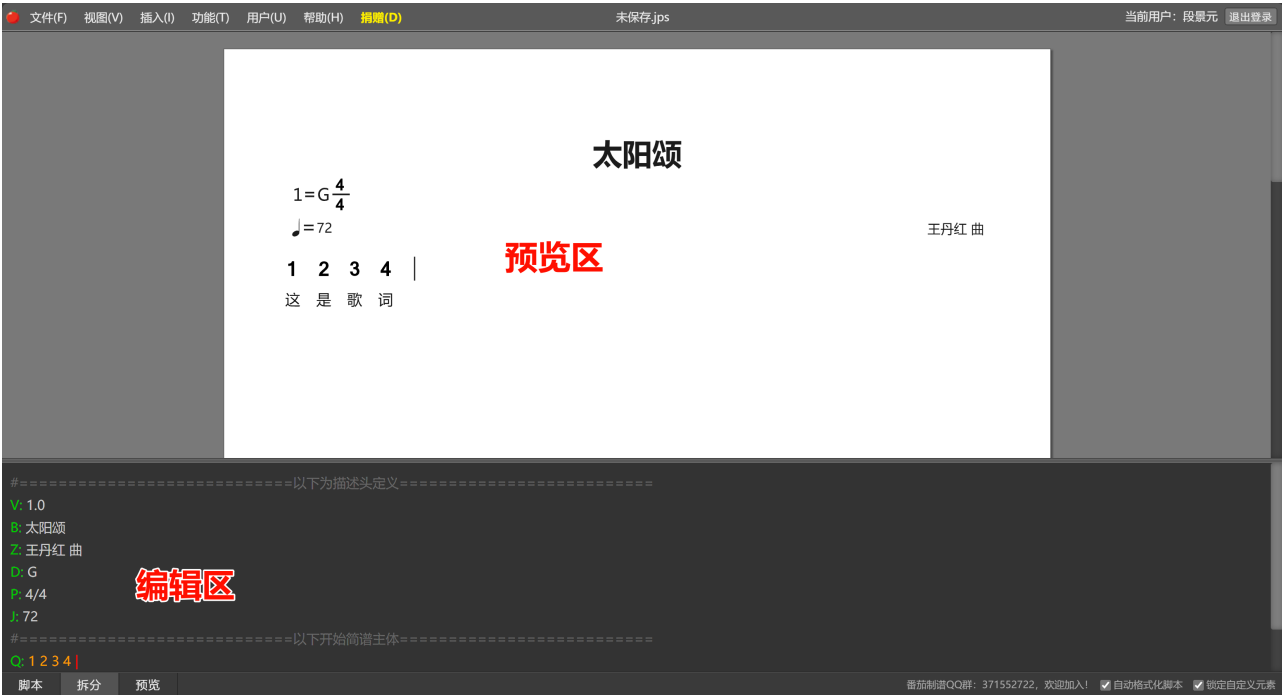 文件(F) 视图(V) 插入(I) 功能(T) 用户(U) 帮助(H) 捐赠(D) 未保存.jps 当前用户：段景元 退出登录
太阳颂
1=G 4/4
♩=72 王丹红 曲
1 2 3 4 |
这 是 歌 词
预览区
#============================以下为描述头定义==========================
V: 1.0
B: 太阳颂
Z: 王丹红 曲
D: G
P: 4/4
J: 72
编辑区
#============================以下开始简谱主体==========================
Q: 1 2 3 4 |
脚本 拆分 预览 番茄制谱QQ群：371552722，欢迎加入！ 自动格式化脚本 锁定自定义元素